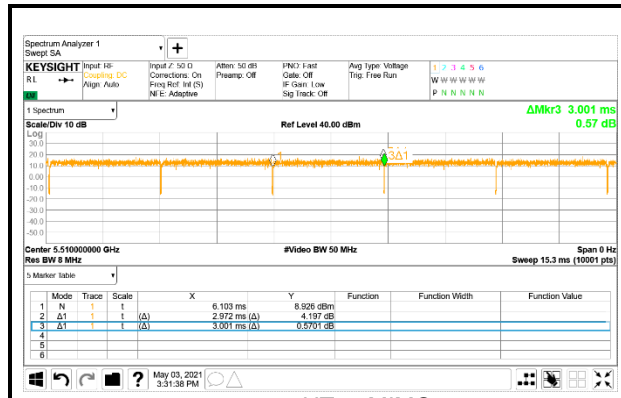 Spectrum Analyzer 1
Swept SA
+
KEYSIGHT Input: RF Input Z: 50 Ω Atten: 50 dB PNO: Fast Avg Type: Voltage 1 2 3 4 5 6
R L Coupling: DC Corrections: On Preamp: Off Gate: Off Trig: Free Run W W W W W W
Align: Auto Freq Ref: Int (S) IF Gain: Low P N N N N N
NFE: Adaptive Sig Track: Off
1 Spectrum ΔMkr3 3.001 ms
Scale/Div 10 dB Ref Level 40.00 dBm 0.57 dB
Log
30.0
20.0
10.0 1 3Δ1
0.00
-10.0
-20.0
-30.0
-40.0
-50.0
Center 5.510000000 GHz #Video BW 50 MHz Span 0 Hz
Res BW 8 MHz Sweep 15.3 ms (10001 pts)
5 Marker Table
Mode Trace Scale X Y Function Function Width Function Value
1 N 1 t 6.103 ms 8.926 dBm
2 Δ1 1 t (Δ) 2.972 ms (Δ) 4.197 dB
3 Δ1 1 t (Δ) 3.001 ms (Δ) 0.5701 dB
4
5
6
? May 03, 2021
3:31:38 PM